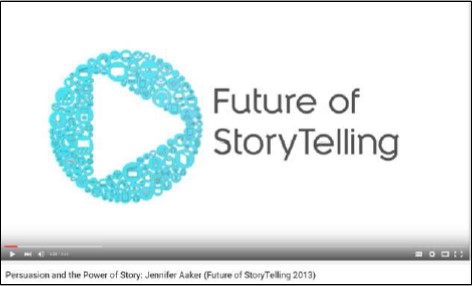 Future of
StoryTelling
Persuasion and the Power of Story: Jennifer Aaker (Future of StoryTelling 2013)